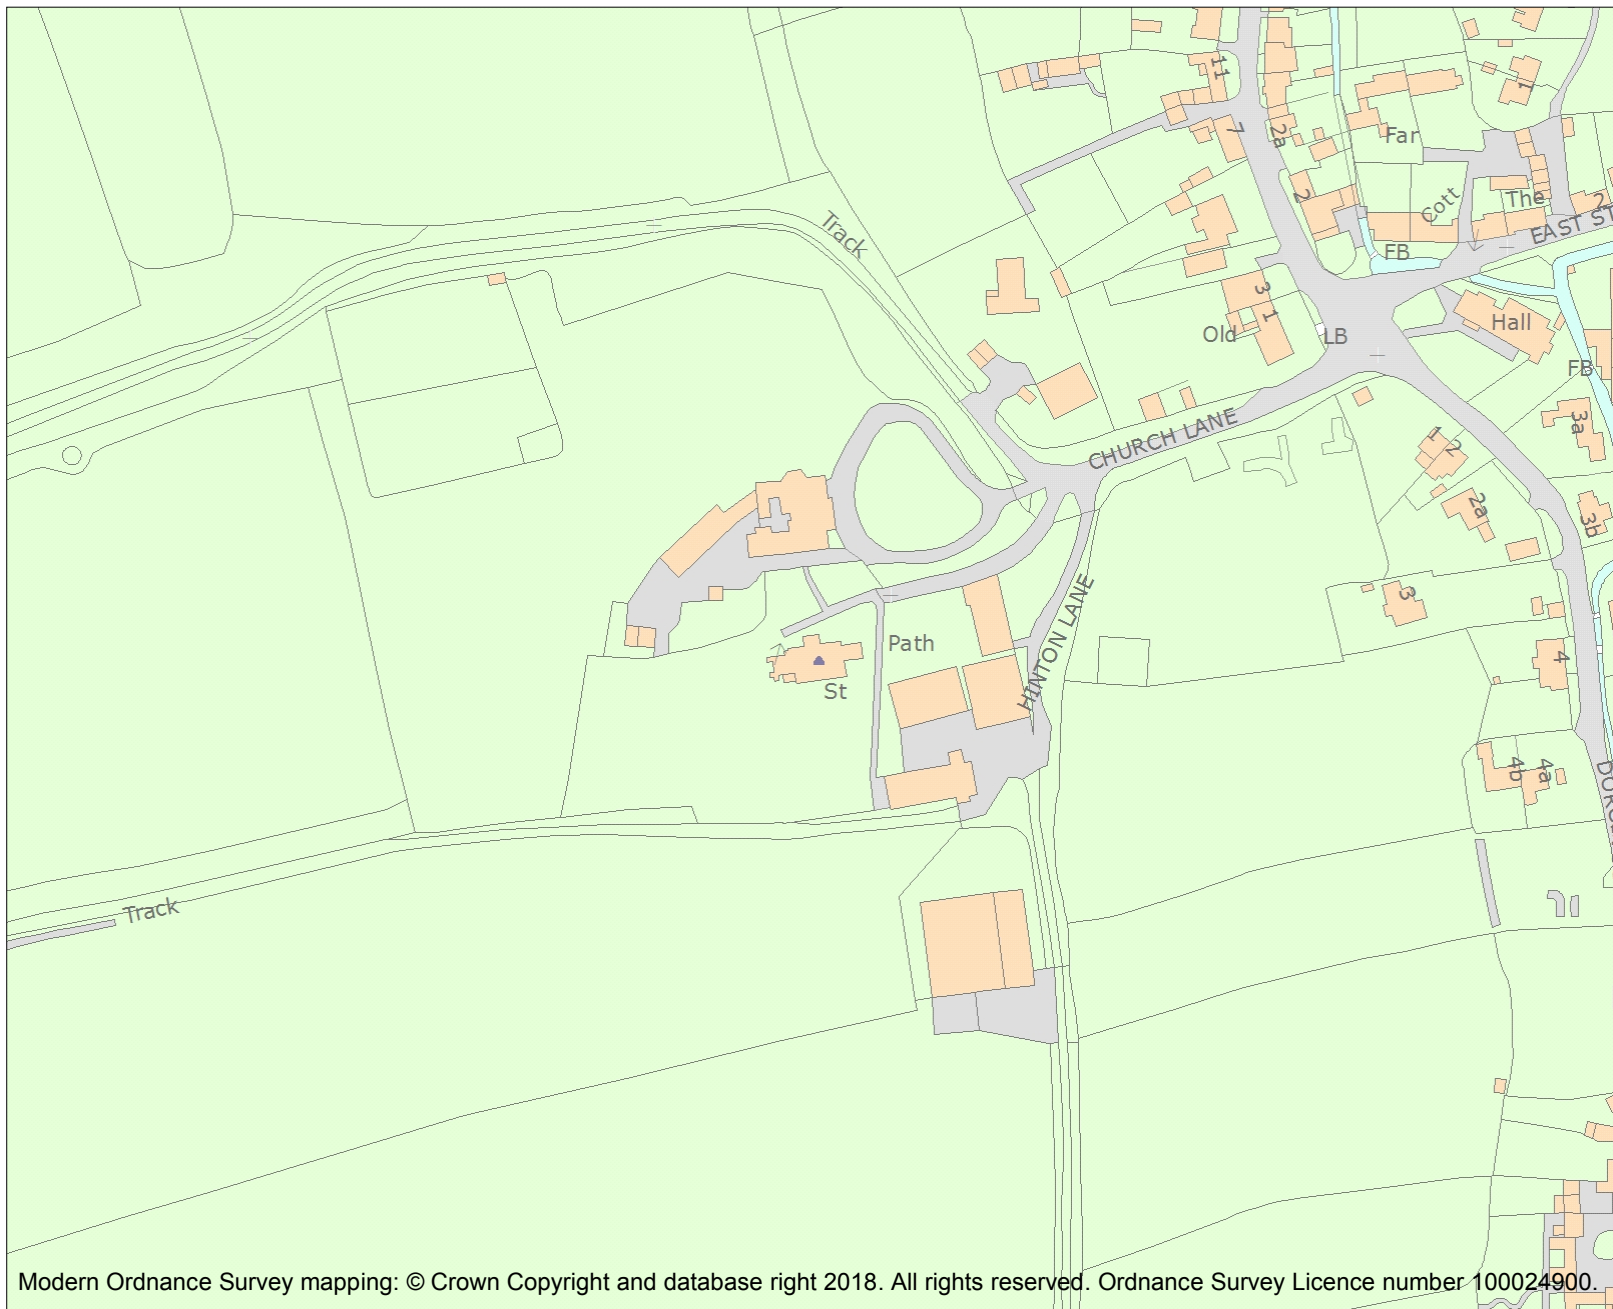 11
7
2a
2
Far
1
Cott
The
2
EAST ST
FB
Track
3
1
Old
LB
Hall
FB
3a
CHURCH LANE
1
2
2a
3b
HINTON LANE
3
Path
St
4
4b
4a
Track
Modern Ordnance Survey mapping: © Crown Copyright and database right 2018. All rights reserved. Ordnance Survey Licence number 100024900.